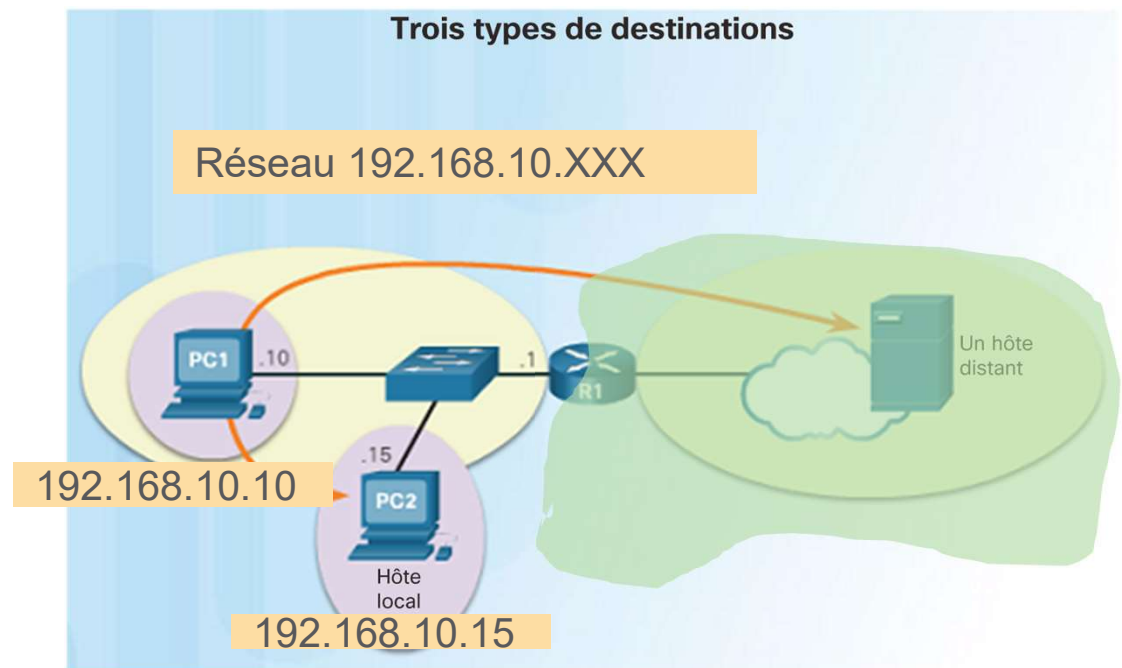 Trois types de destinations
Réseau 192.168.10.XXX
PC1
.10
.1
R1
Un hôte
distant
192.168.10.10
.15
PC2
Hôte
local
192.168.10.15